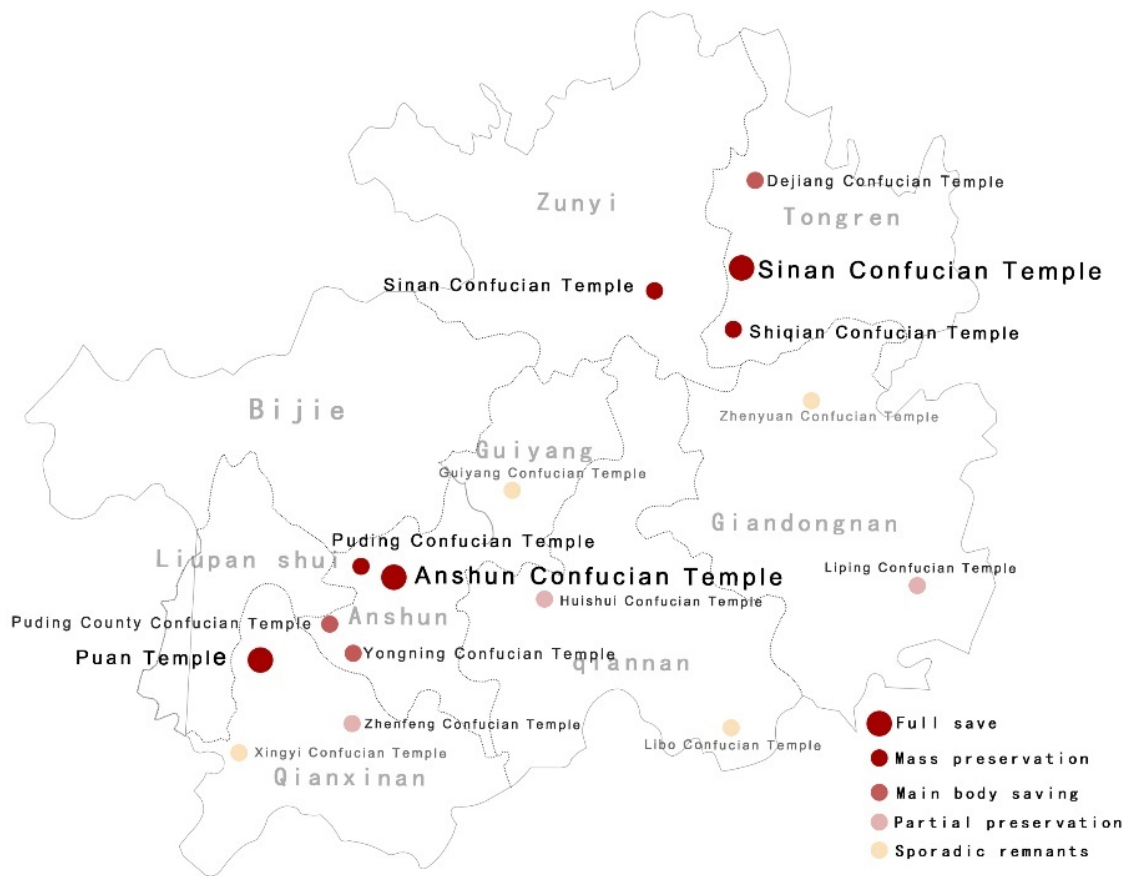 Dejiang Confucian Temple
Zunyi
Tongren
Sinan Confucian Temple
Sinan Confucian Temple
Shiqian Confucian Temple
Bijie
Zhenyuan Confucian Temple
Guiyang
Guiyang Confucian Temple
Giandongnan
Puding Confucian Temple
Liupan shui
Anshun Confucian Temple
Liping Confucian Temple
Huishui Confucian Temple
Anshun
Puding County Confucian Temple
Puan Temple
Yongning Confucian Temple
qiannan
Zhenfeng Confucian Temple
Libo Confucian Temple
Xingyi Confucian Temple
Qianxinan
Full save
Mass preservation
Main body saving
Partial preservation
Sporadic remnants